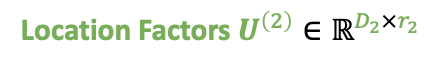 Location Factors 𝑼⁽²⁾ ∈ ℝ^{D₂×r₂}